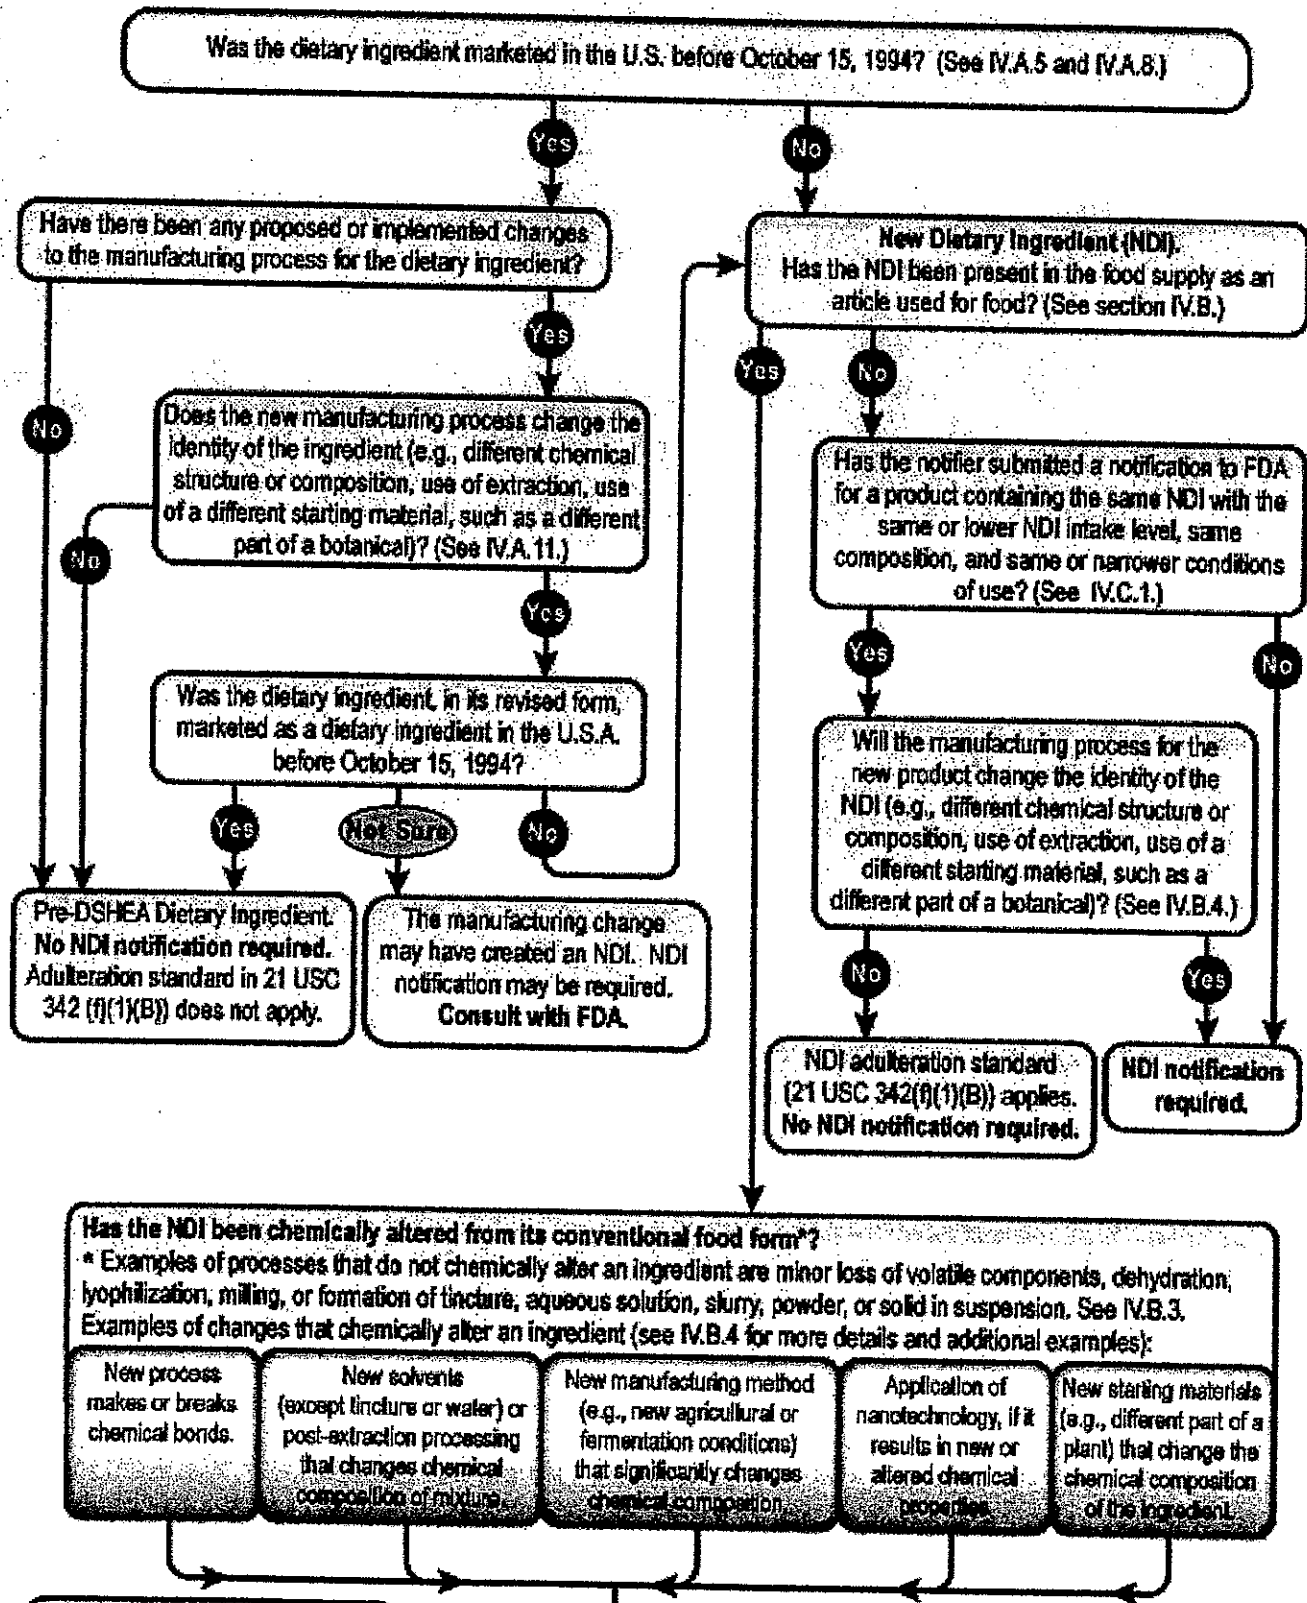 Was the dietary ingredient marketed in the U.S. before October 15, 1994? (See IV.A.5 and IV.A.8.)
Yes
No
Have there been any proposed or implemented changes
to the manufacturing process for the dietary ingredient?
New Dietary Ingredient (NDI).
Has the NDI been present in the food supply as an
article used for food? (See section IV.B.)
No
Yes
Yes
No
Does the new manufacturing process change the
identity of the ingredient (e.g., different chemical
structure or composition, use of extraction, use
of a different starting material, such as a different
part of a botanical)? (See IV.A.11.)
Has the notifier submitted a notification to FDA
for a product containing the same NDI with the
same or lower NDI intake level, same
composition, and same or narrower conditions
of use? (See IV.C.1.)
No
Yes
Yes
No
Was the dietary ingredient, in its revised form,
marketed as a dietary ingredient in the U.S.A.
before October 15, 1994?
Will the manufacturing process for the
new product change the identity of the
NDI (e.g., different chemical structure or
composition, use of extraction, use of a
different starting material, such as a
different part of a botanical)? (See IV.B.4.)
Yes
Not Sure
No
Pre-DSHEA Dietary Ingredient.
No NDI notification required.
Adulteration standard in 21 USC
342 (f)(1)(B)) does not apply.
The manufacturing change
may have created an NDI. NDI
notification may be required.
Consult with FDA.
No
Yes
NDI adulteration standard
(21 USC 342(f)(1)(B)) applies.
No NDI notification required.
NDI notification
required.
Has the NDI been chemically altered from its conventional food form*?
* Examples of processes that do not chemically alter an ingredient are minor loss of volatile components, dehydration,
lyophilization, milling, or formation of tincture, aqueous solution, slurry, powder, or solid in suspension. See IV.B.3.
Examples of changes that chemically alter an ingredient (see IV.B.4 for more details and additional examples):
New process
makes or breaks
chemical bonds.
New solvents
(except tincture or water) or
post-extraction processing
that changes chemical
composition of mixture.
New manufacturing method
(e.g., new agricultural or
fermentation conditions)
that significantly changes
chemical compostion
Application of
nanotechnology, if it
results in new or
altered chemical
properties.
New starting materials
(e.g., different part of a
plant) that change the
chemical composition
of the ingredient.